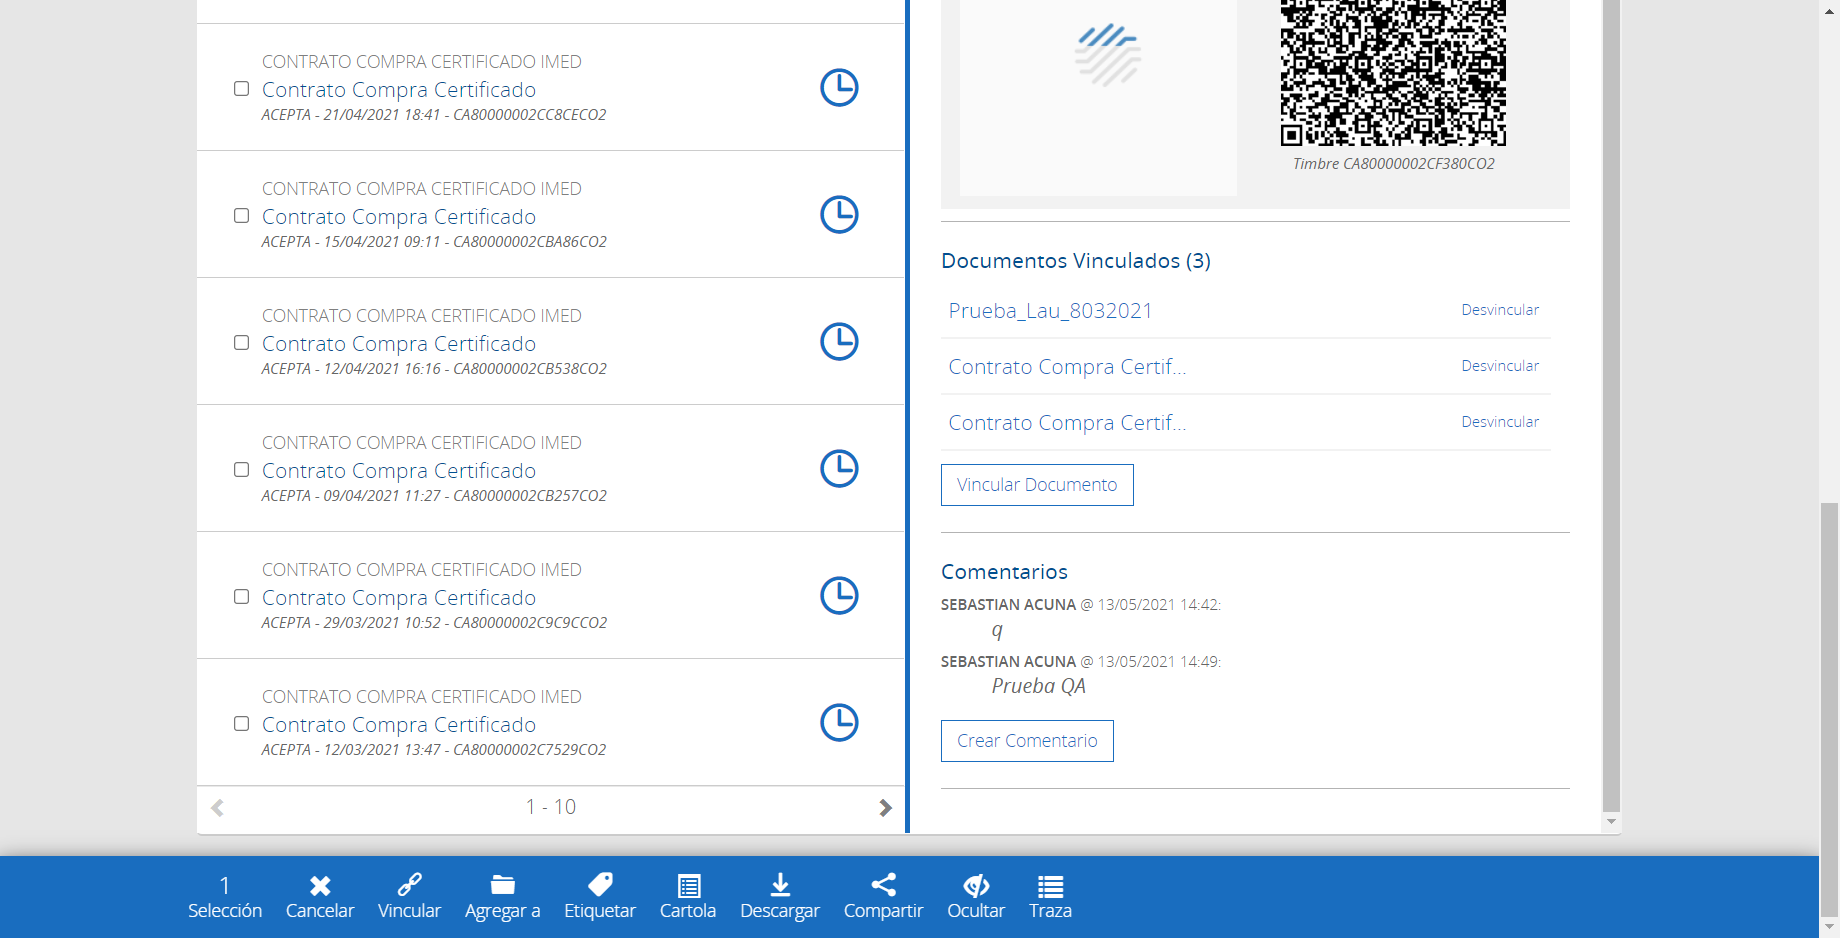 CONTRATO COMPRA CERTIFICADO IMED
Contrato Compra Certificado
ACEPTA - 21/04/2021 18:41 - CA80000002CC8CECO2
CONTRATO COMPRA CERTIFICADO IMED
Contrato Compra Certificado
ACEPTA - 15/04/2021 09:11 - CA80000002CBA86CO2
CONTRATO COMPRA CERTIFICADO IMED
Contrato Compra Certificado
ACEPTA - 12/04/2021 16:16 - CA80000002CB538CO2
CONTRATO COMPRA CERTIFICADO IMED
Contrato Compra Certificado
ACEPTA - 09/04/2021 11:27 - CA80000002CB257CO2
CONTRATO COMPRA CERTIFICADO IMED
Contrato Compra Certificado
ACEPTA - 29/03/2021 10:52 - CA80000002C9C9CCO2
CONTRATO COMPRA CERTIFICADO IMED
Contrato Compra Certificado
ACEPTA - 12/03/2021 13:47 - CA80000002C7529CO2
1 - 10
Timbre CA80000002CF380CO2
Documentos Vinculados (3)
Prueba_Lau_8032021 Desvincular
Contrato Compra Certif... Desvincular
Contrato Compra Certif... Desvincular
Vincular Documento
Comentarios
SEBASTIAN ACUNA @ 13/05/2021 14:42:
q
SEBASTIAN ACUNA @ 13/05/2021 14:49:
Prueba QA
Crear Comentario
1
Selección Cancelar Vincular Agregar a Etiquetar Cartola Descargar Compartir Ocultar Traza